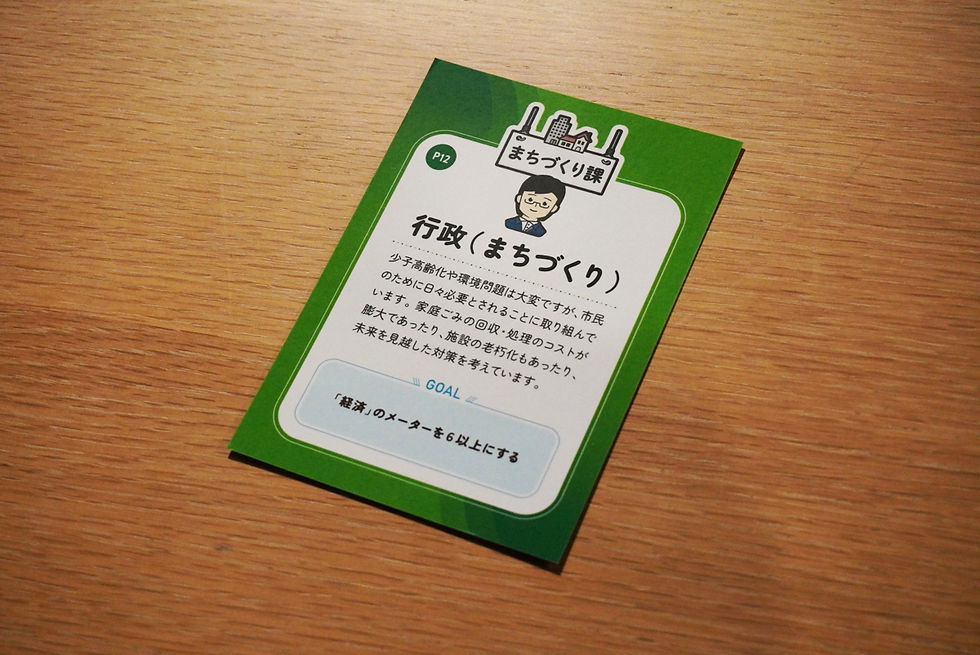 まちづくり課
P12
行政(まちづくり)
少子高齢化や環境問題は大変ですが、市民
のために日々必要とされることに取り組んで
います。家庭ごみの回収・処理のコストが
膨大であったり、施設の老朽化もあったり、
未来を見越した対策を考えています。
GOAL
「経済」のメーターを6以上にする